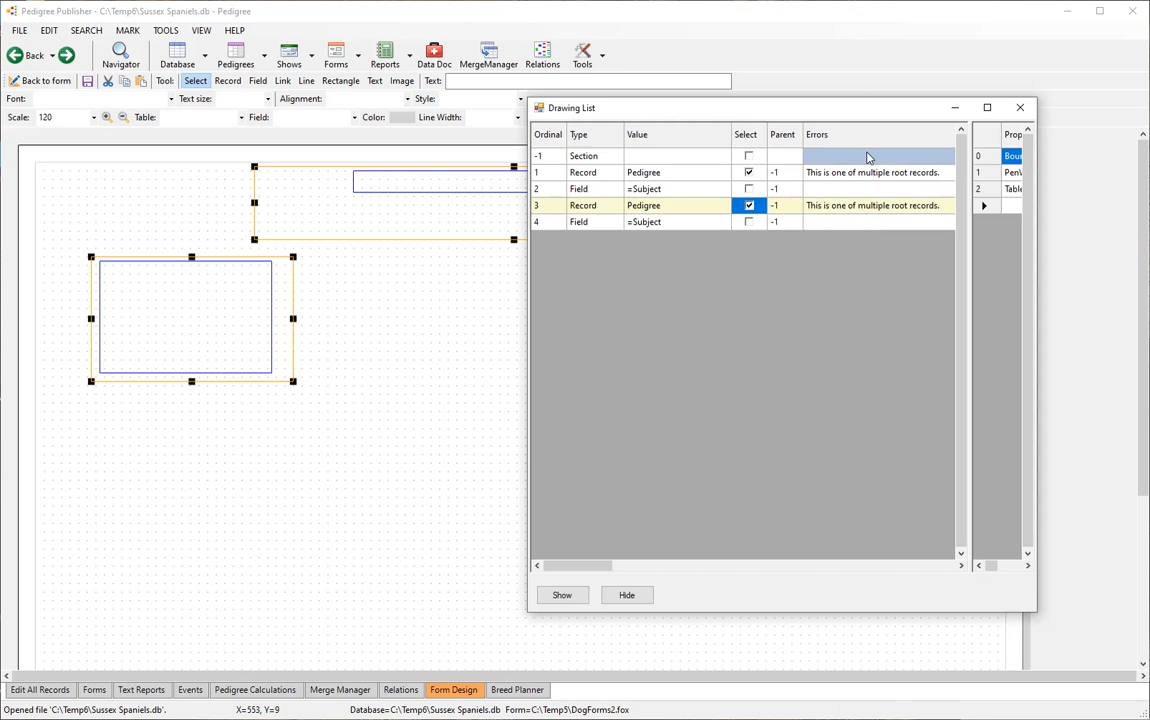 Pedigree Publisher - C:\Temp6\Sussex Spaniels.db - Pedigree
FILE EDIT SEARCH MARK TOOLS VIEW HELP
Back Navigator Database Pedigrees Shows Forms Reports Data Doc MergeManager Relations Tools
Back to form Tool: Select Record Field Link Line Rectangle Text Image Text:
Font: Text size: Alignment: Style:
Scale: 120 Table: Field: Color: Line Width:
Drawing List
Ordinal Type Value Select Parent Errors Prop
-1 Section 0 Boun
1 Record Pedigree -1 This is one of multiple root records. 1 Pen\
2 Field =Subject -1 2 Table
3 Record Pedigree -1 This is one of multiple root records.
4 Field =Subject -1
Show Hide
Edit All Records Forms Text Reports Events Pedigree Calculations Merge Manager Relations Form Design Breed Planner
Opened file 'C:\Temp6\Sussex Spaniels.db'. X=553, Y=9 Database=C:\Temp6\Sussex Spaniels.db Form=C:\Temp5\DogForms2.fox